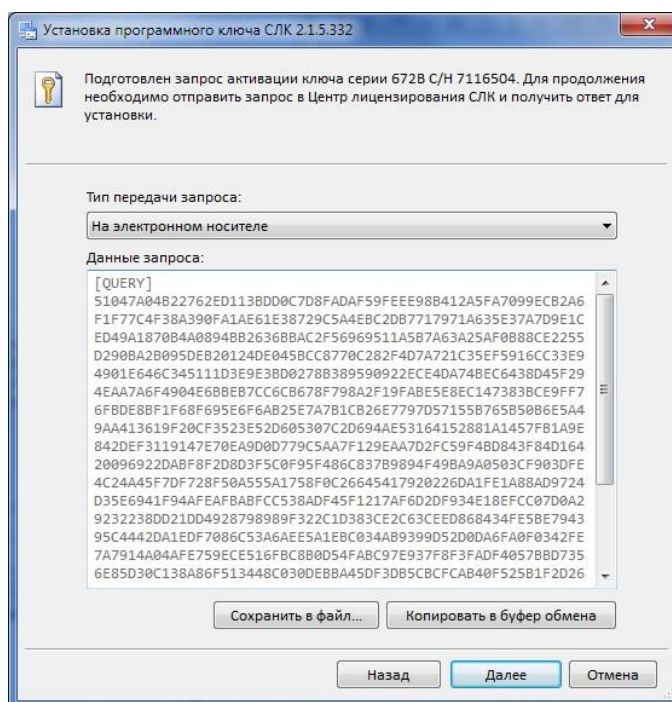 Установка программного ключа СЛК 2.1.5.332
Подготовлен запрос активации ключа серии 672B С/Н 7116504. Для продолжения
необходимо отправить запрос в Центр лицензирования СЛК и получить ответ для
установки.
Тип передачи запроса:
На электронном носителе
Данные запроса:
[QUERY]
51047A04B22762ED113BDD0C7D8FADAF59FEEE98B412A5FA7099ECB2A6
F1F77C4F38A390FA1AE61E38729C5A4EBC2DB7717971A635E37A7D9E1C
ED49A1870B4A0894BB2636BBAC2F56969511A5B7A63A25AF0B88CE2255
D290BA2B095DEB20124DE045BCC8770C282F4D7A721C35EF5916CC33E9
4901E646C345111D3E9E3BD0278B389590922ECE4DA74BEC6438D45F29
4EAA7A6F4904E6BBEB7CC6CB678F798A2F19FABE5E8EC147383BCE9FF7
6FBDE8BF1F68F695E6F6AB25E7A7B1CB26E7797D57155B765B50B6E5A4
9AA413619F20CF3523E52D605307C2D694AE53164152881A1457FB1A9E
842DEF3119147E70EA9D0D779C5AA7F129EAA7D2FC59F4BD843F84D164
20096922DABF8F2D8D3F5C0F95F486C837B9894F49BA9A0503CF903DFE
4C24A45F7DF728F50A555A1758F0C26645417920226DA1FE1A88AD9724
D35E6941F94AFEAFBABFCC538ADF45F1217AF6D2DF934E18EFCC07D0A2
9232238DD21DD4928798989F322C1D383CE2C63CEED868434FE5BE7943
95C4442DA1EDF7086C53A6AEE5A1EBC034AB9399D52D0DA6FA0F0342FE
7A7914A04AFE759ECE516FBC8B0D54FABC97E937F8F3FADF4057BBD735
6E85D30C138A86F513448C030DEBBA45DF3DB5CBCFCAB40F525B1F2D26
Сохранить в файл...
Копировать в буфер обмена
Назад
Далее
Отмена